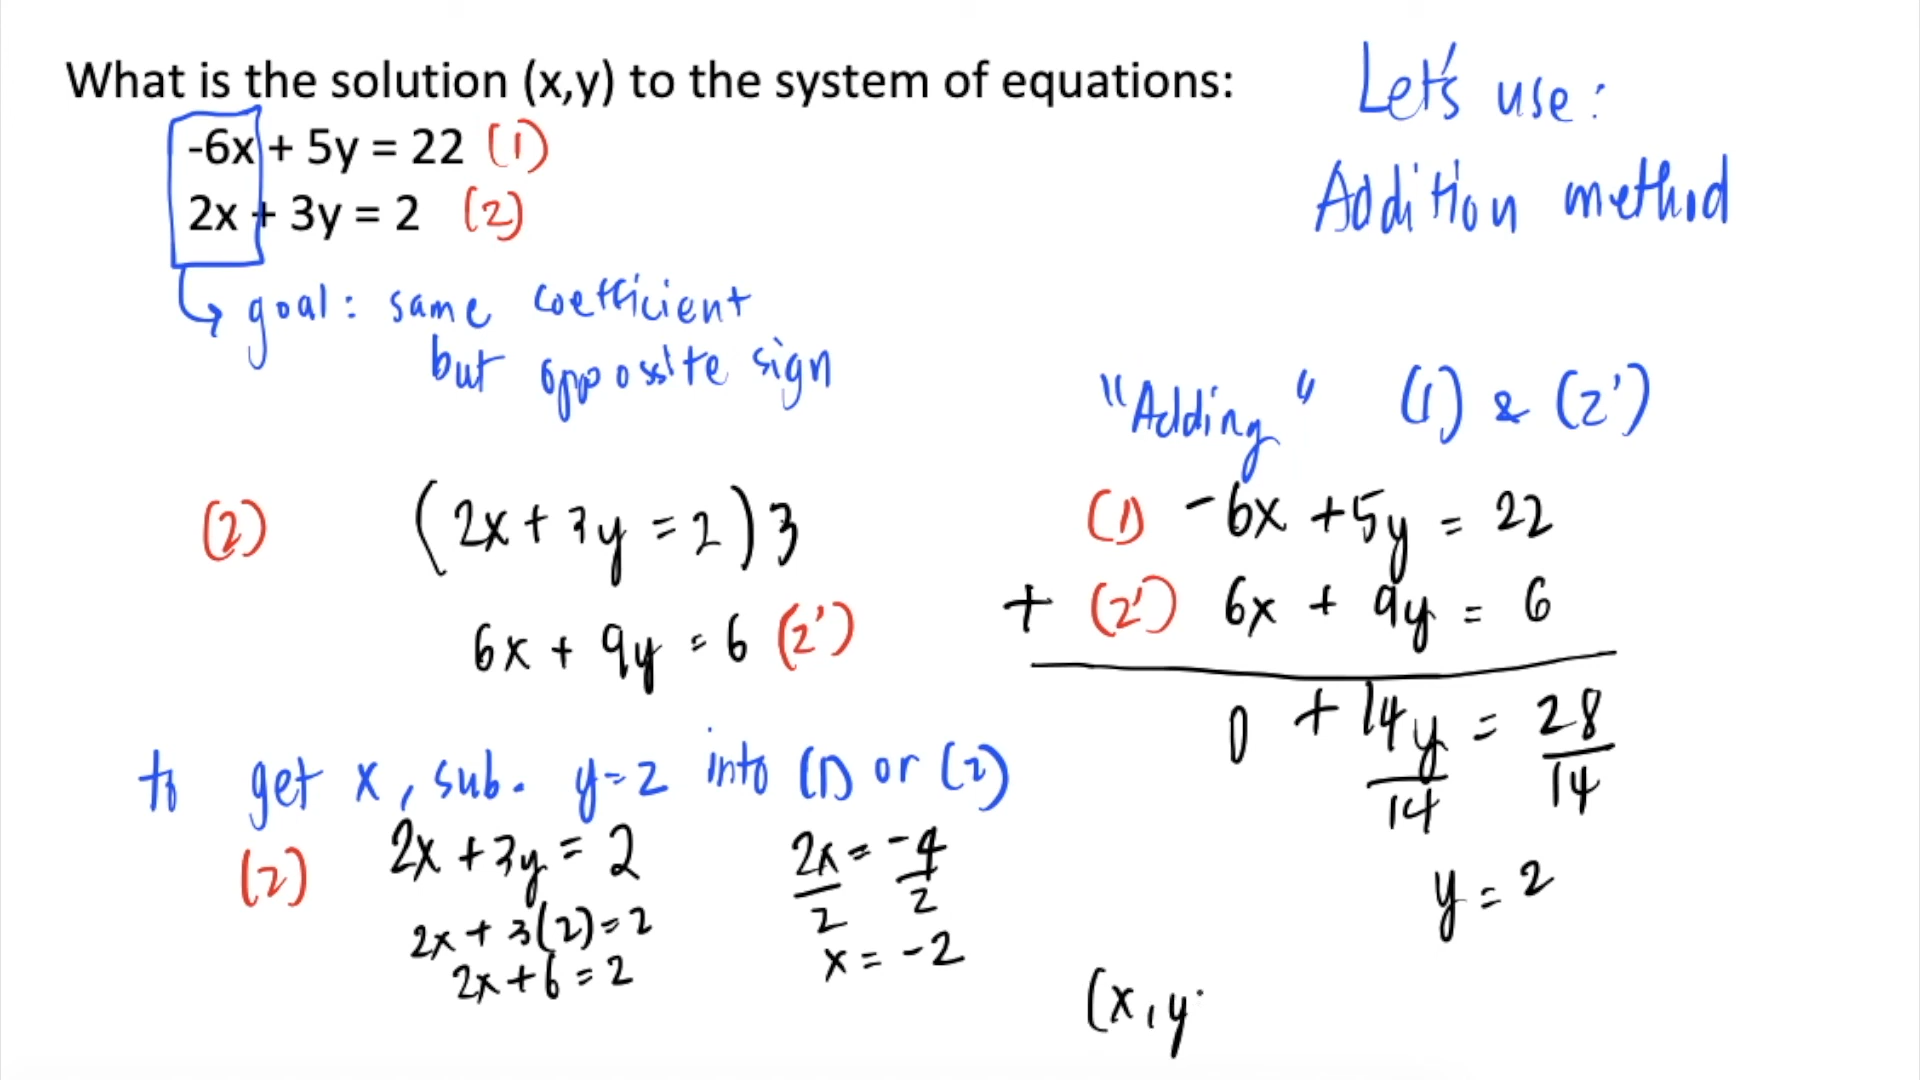 What is the solution (x,y) to the system of equations:
-6x + 5y = 22 (1)
2x + 3y = 2 (2)
Let's use:
Addition method
goal: same coefficient
but opposite sign
(2) (2x + 3y = 2) 3
6x + 9y = 6 (2')
"Adding" (1) & (2')
(1) -6x + 5y = 22
+ (2') 6x + 9y = 6
0 + 14y = 28
14 14
y = 2
to get x, sub. y=2 into (1) or (2)
(2) 2x + 3y = 2
2x + 3(2) = 2
2x + 6 = 2
2x = -4
2 2
x = -2
(x,y